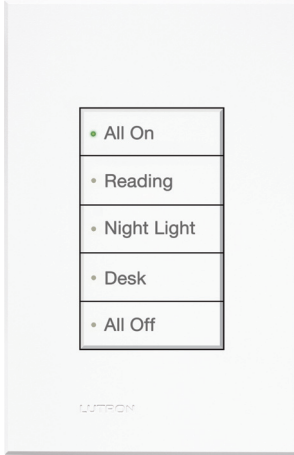 All On
Reading
Night Light
Desk
All Off
LUTRON